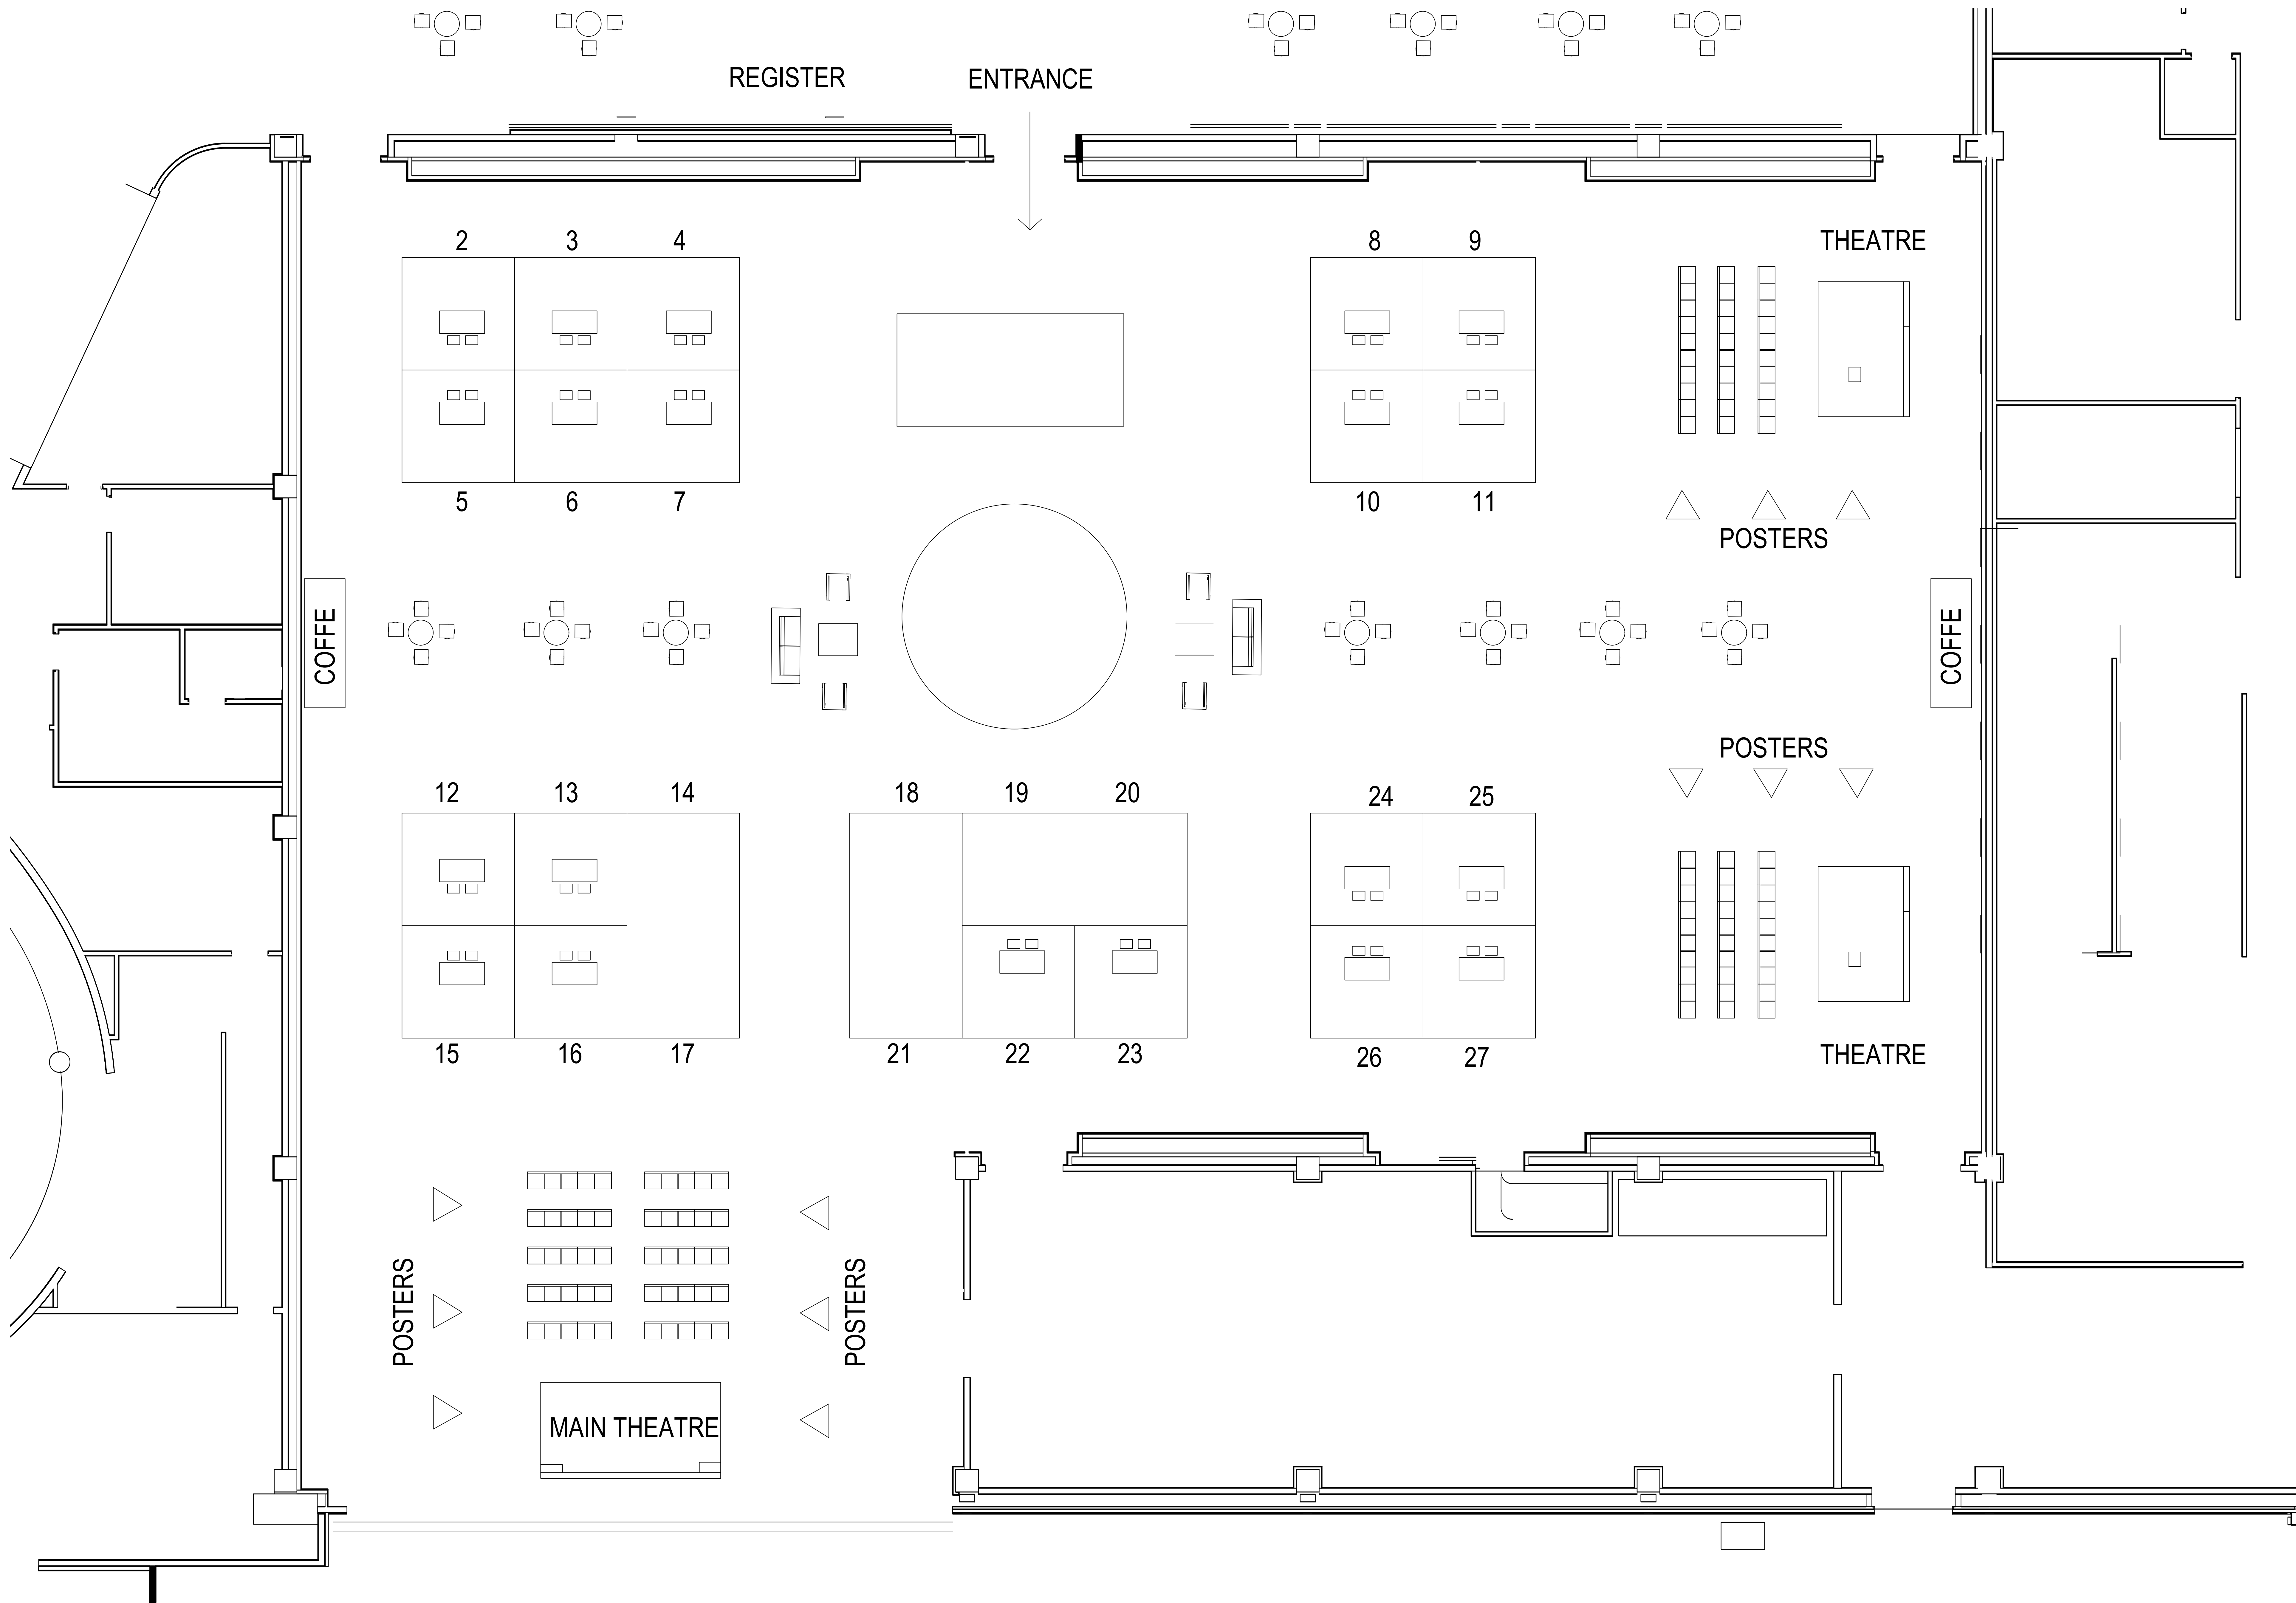 REGISTER
ENTRANCE
2 3 4
8 9
THEATRE
5 6 7
10 11
POSTERS
COFFE
COFFE
POSTERS
12 13 14
18 19 20
24 25
15 16 17
21 22 23
26 27
THEATRE
POSTERS
POSTERS
MAIN THEATRE